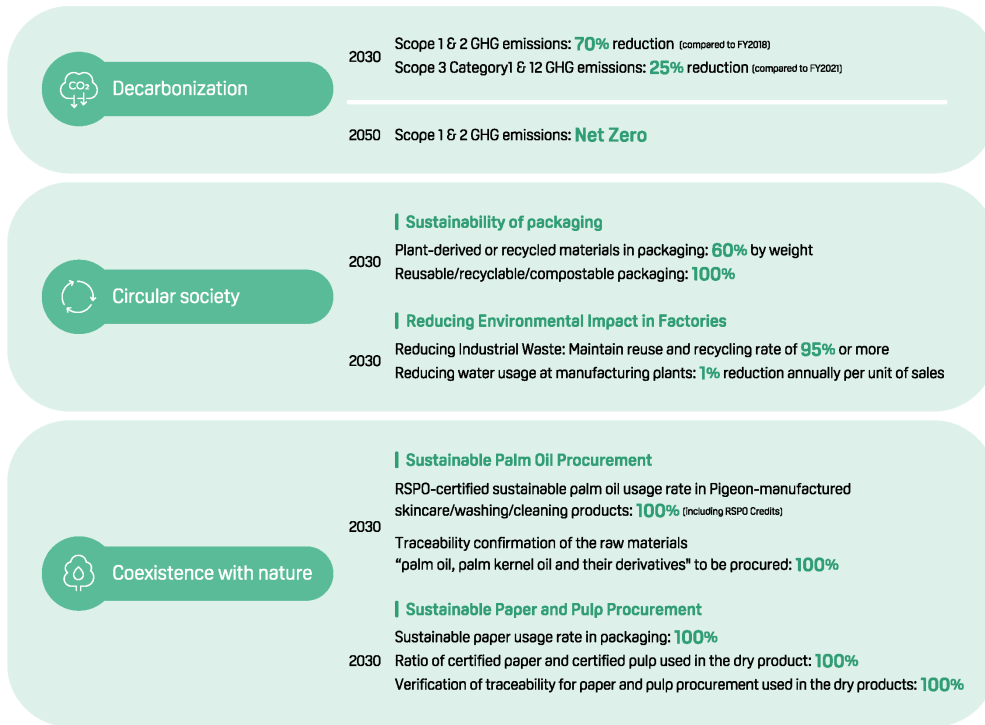 CO₂
Decarbonization
2030
Scope 1 & 2 GHG emissions: 70% reduction (compared to FY2018)
Scope 3 Category1 & 12 GHG emissions: 25% reduction (compared to FY2021)
2050 Scope 1 & 2 GHG emissions: Net Zero
Circular society
Sustainability of packaging
2030
Plant-derived or recycled materials in packaging: 60% by weight
Reusable/recyclable/compostable packaging: 100%
Reducing Environmental Impact in Factories
2030
Reducing Industrial Waste: Maintain reuse and recycling rate of 95% or more
Reducing water usage at manufacturing plants: 1% reduction annually per unit of sales
Coexistence with nature
Sustainable Palm Oil Procurement
2030
RSPO-certified sustainable palm oil usage rate in Pigeon-manufactured
skincare/washing/cleaning products: 100% (including RSPO Credits)
Traceability confirmation of the raw materials
“palm oil, palm kernel oil and their derivatives" to be procured: 100%
Sustainable Paper and Pulp Procurement
Sustainable paper usage rate in packaging: 100%
2030 Ratio of certified paper and certified pulp used in the dry product: 100%
Verification of traceability for paper and pulp procurement used in the dry products: 100%